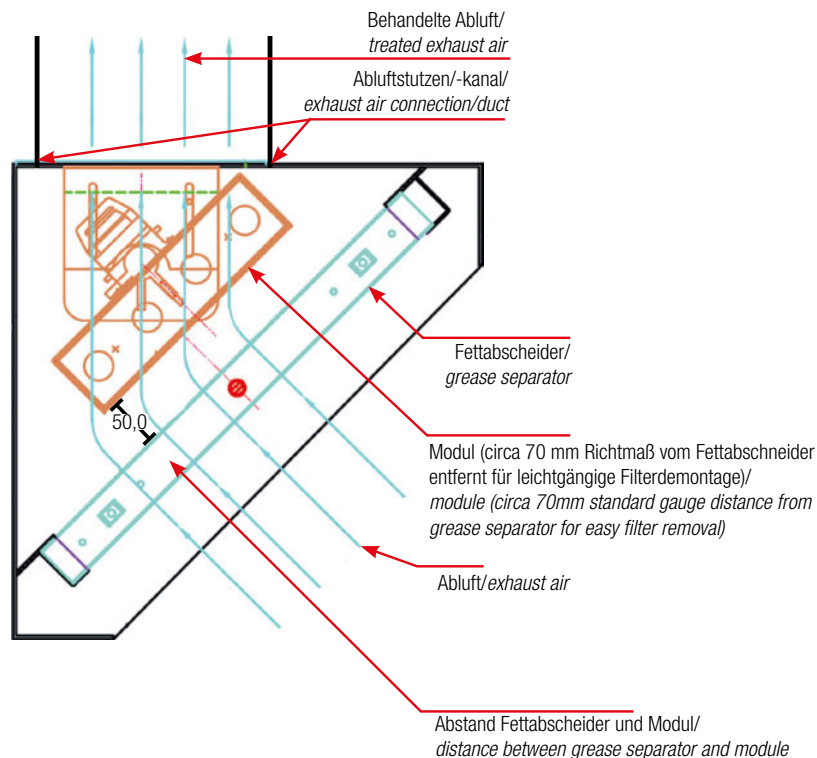 Behandelte Abluft/
treated exhaust air
Abluftstutzen/-kanal/
exhaust air connection/duct
Fettabscheider/
grease separator
50,0
Modul (circa 70 mm Richtmaß vom Fettabschneider
entfernt für leichtgängige Filterdemontage)/
module (circa 70mm standard gauge distance from
grease separator for easy filter removal)
Abluft/exhaust air
Abstand Fettabscheider und Modul/
distance between grease separator and module